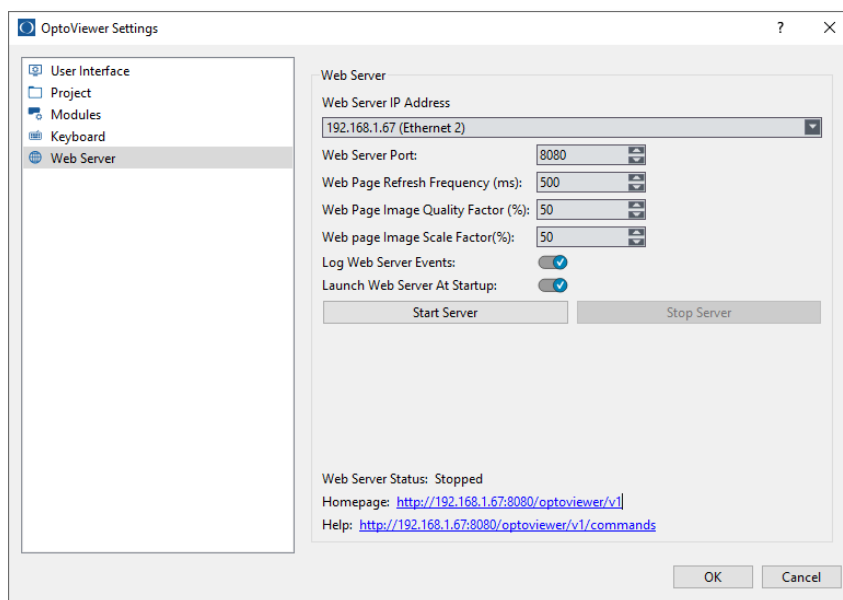 OptoViewer Settings ? X
User Interface
Project
Modules
Keyboard
Web Server
Web Server
Web Server IP Address
192.168.1.67 (Ethernet 2)
Web Server Port: 8080
Web Page Refresh Frequency (ms): 500
Web Page Image Quality Factor (%): 50
Web page Image Scale Factor(%): 50
Log Web Server Events:
Launch Web Server At Startup:
Start Server Stop Server
Web Server Status: Stopped
Homepage: http://192.168.1.67:8080/optoviewer/v1
Help: http://192.168.1.67:8080/optoviewer/v1/commands
OK Cancel